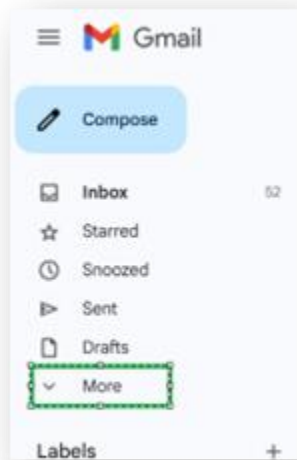 Gmail
Compose
Inbox 52
Starred
Snoozed
Sent
Drafts
More
Labels +